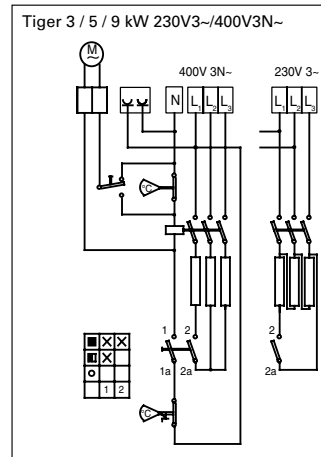 Tiger 3 / 5 / 9 kW 230V3~/400V3N~
M
~
400V 3N~ 230V 3~
N L1 L2 L3 L1 L2 L3
°C
1 2 2
1a 2a 2a
1 2
°C